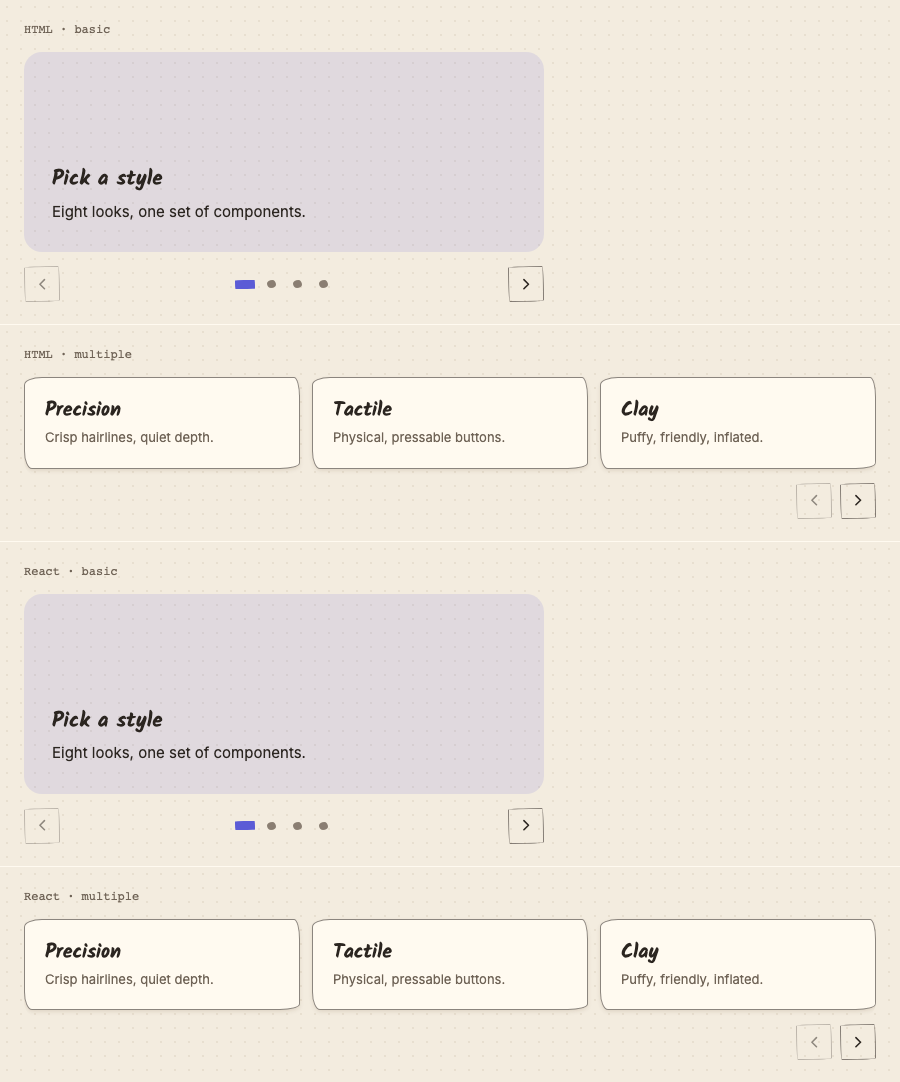 HTML · basic
Pick a style
Eight looks, one set of components.
HTML · multiple
Precision
Crisp hairlines, quiet depth.
Tactile
Physical, pressable buttons.
Clay
Puffy, friendly, inflated.
React · basic
Pick a style
Eight looks, one set of components.
React · multiple
Precision
Crisp hairlines, quiet depth.
Tactile
Physical, pressable buttons.
Clay
Puffy, friendly, inflated.